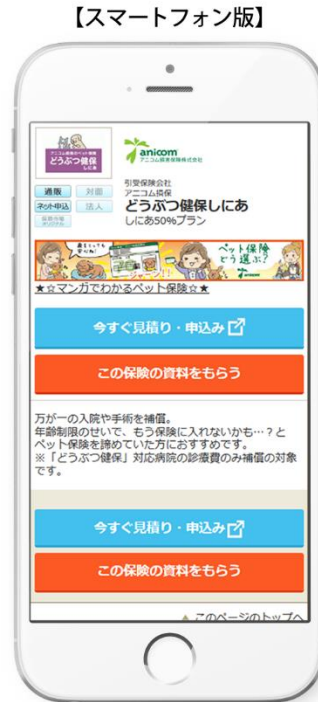 【スマートフォン版】
どうぶつ健保
しにあ
anicom
アニコム損害保険株式会社
通販
対面
ネット申込
法人
引受保険会社
アニコム損保
どうぶつ健保しにあ
しにあ50%プラン
ペット保険
どう選ぶ?
★☆マンガでわかるペット保険☆★
今すぐ見積り・申込み
この保険の資料をもらう
万が一の入院や手術を補償。
年齢制限のせいで、もう保険に入れないかも…?と
ペット保険を諦めていた方におすすめです。
※「どうぶつ健保」対応病院の診療費のみ補償の対象
です。
今すぐ見積り・申込み
この保険の資料をもらう
▲ このページのトップへ